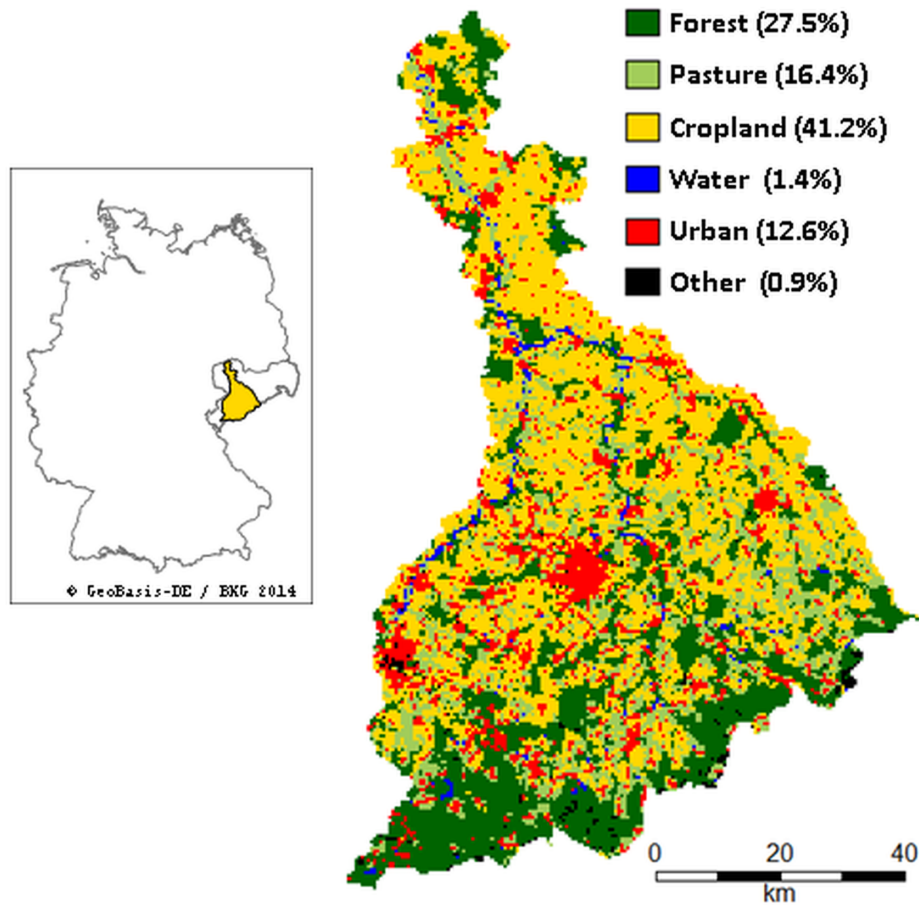 Forest (27.5%)
Pasture (16.4%)
Cropland (41.2%)
Water (1.4%)
Urban (12.6%)
Other (0.9%)
© GeoBasis-DE / BKG 2014
0 20 40
km